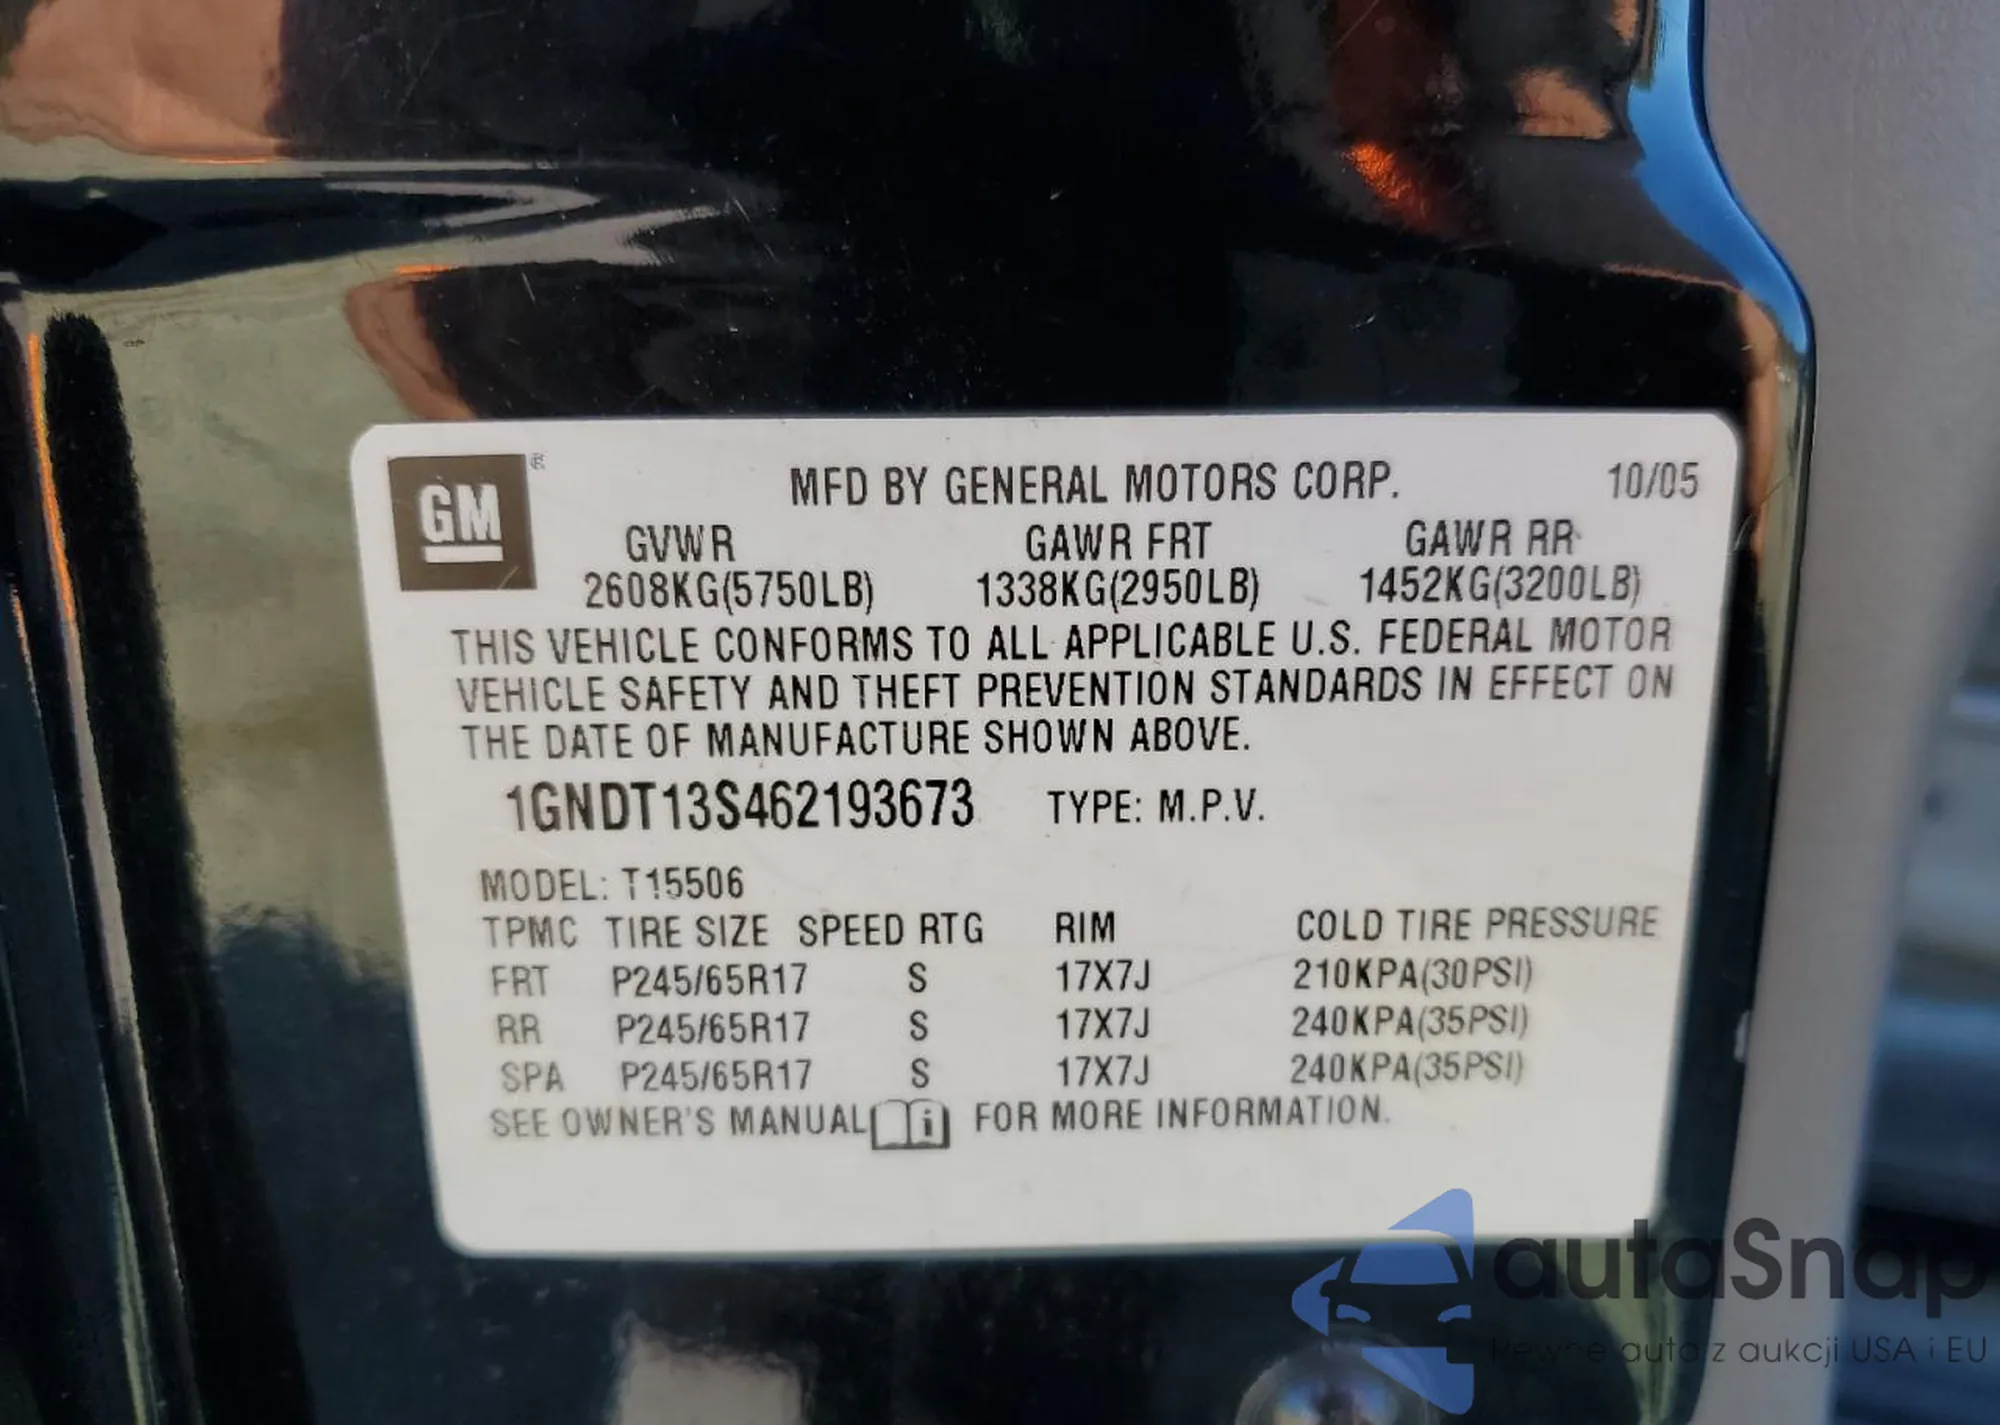 GM ®
MFD BY GENERAL MOTORS CORP. 10/05
GVWR GAWR FRT GAWR RR
2608KG(5750LB) 1338KG(2950LB) 1452KG(3200LB)
THIS VEHICLE CONFORMS TO ALL APPLICABLE U.S. FEDERAL MOTOR
VEHICLE SAFETY AND THEFT PREVENTION STANDARDS IN EFFECT ON
THE DATE OF MANUFACTURE SHOWN ABOVE.
1GNDT13S462193673 TYPE: M.P.V.
MODEL: T15506
TPMC TIRE SIZE SPEED RTG RIM COLD TIRE PRESSURE
FRT P245/65R17 S 17X7J 210KPA(30PSI)
RR P245/65R17 S 17X7J 240KPA(35PSI)
SPA P245/65R17 S 17X7J 240KPA(35PSI)
SEE OWNER'S MANUAL i FOR MORE INFORMATION.
autaSnap
Pewne auta z aukcji USA i EU